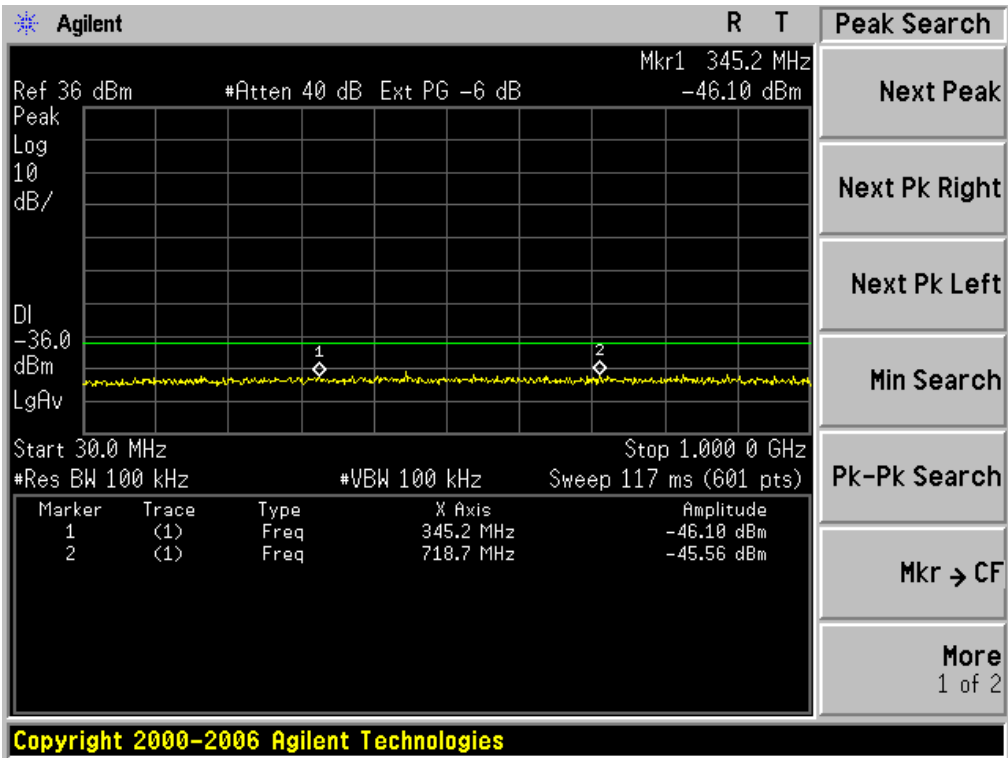 Agilent R T
Mkr1 345.2 MHz
Ref 36 dBm #Atten 40 dB Ext PG -6 dB -46.10 dBm
Peak
Log
10
dB/
DI
-36.0
dBm
LgAv
1
2
Start 30.0 MHz Stop 1.000 0 GHz
#Res BW 100 kHz #VBW 100 kHz Sweep 117 ms (601 pts)
Marker Trace Type X Axis Amplitude
1 (1) Freq 345.2 MHz -46.10 dBm
2 (1) Freq 718.7 MHz -45.56 dBm
Peak Search
Next Peak
Next Pk Right
Next Pk Left
Min Search
Pk-Pk Search
Mkr → CF
More
1 of 2
Copyright 2000-2006 Agilent Technologies